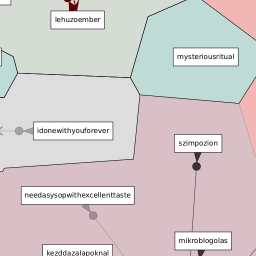 lehuzoember
mysteriousritual
idonewithyouforever
szimpozion
needasysopwithexcellenttaste
mikroblogolas
kezddazalapoknal